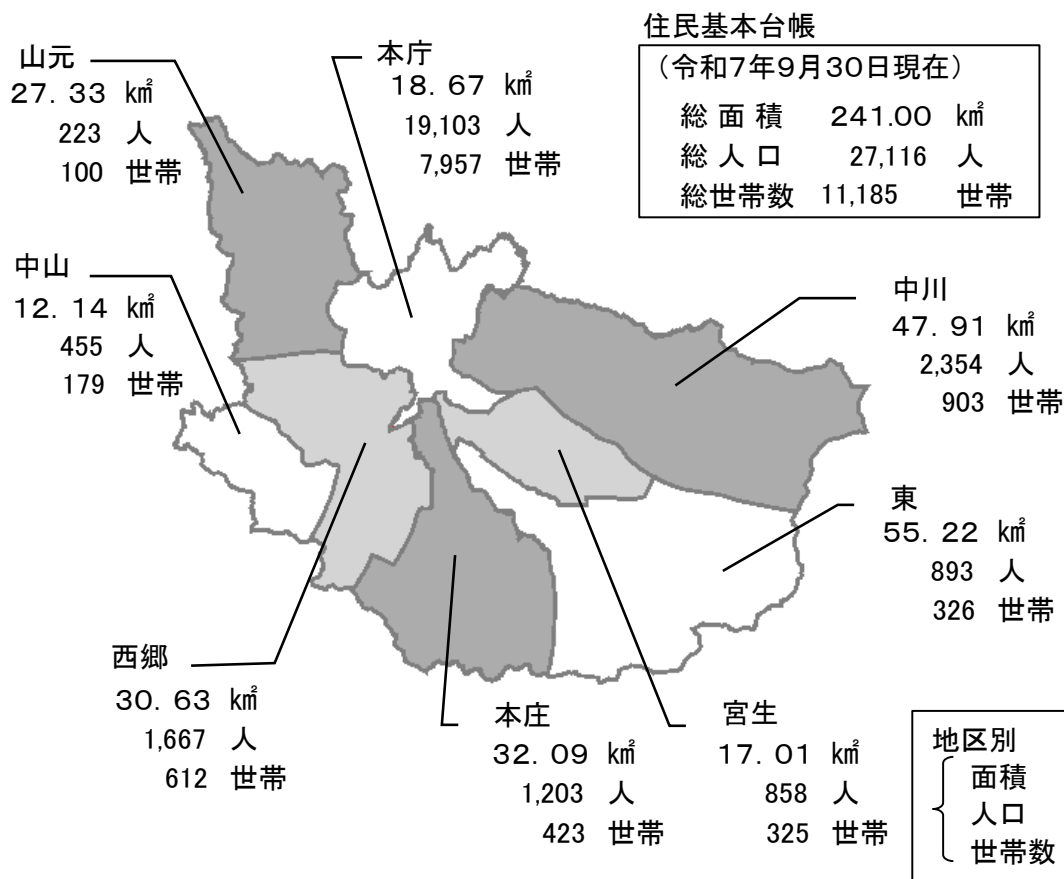 住民基本台帳
（令和7年9月30日現在）
総面積 241.00 ㎢
総人口 27,116 人
総世帯数 11,185 世帯
山元
27.33 ㎢
223 人
100 世帯
本庁
18.67 ㎢
19,103 人
7,957 世帯
中山
12.14 ㎢
455 人
179 世帯
中川
47.91 ㎢
2,354 人
903 世帯
東
55.22 ㎢
893 人
326 世帯
西郷
30.63 ㎢
1,667 人
612 世帯
本庄
32.09 ㎢
1,203 人
423 世帯
宮生
17.01 ㎢
858 人
325 世帯
地区別
面積
人口
世帯数